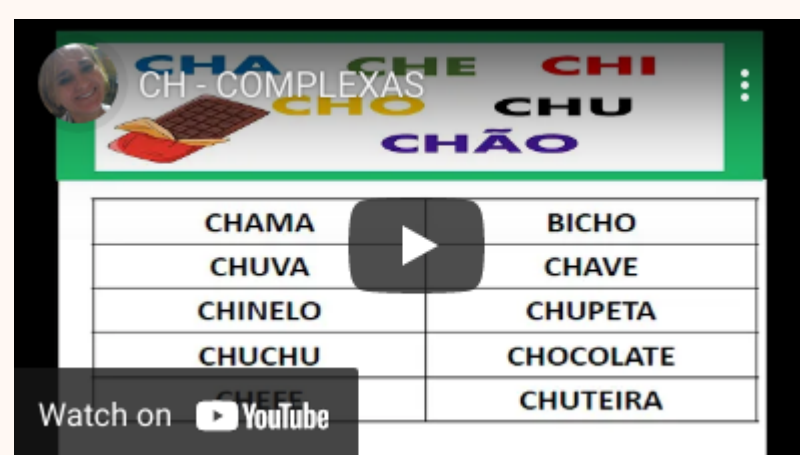 CHA CHE CHI
CH - COMPLEXAS
CHO CHU
CHÃO
CHAMA BICHO
CHUVA CHAVE
CHINELO CHUPETA
CHUCHU CHOCOLATE
CHEFE CHUTEIRA
Watch on YouTube